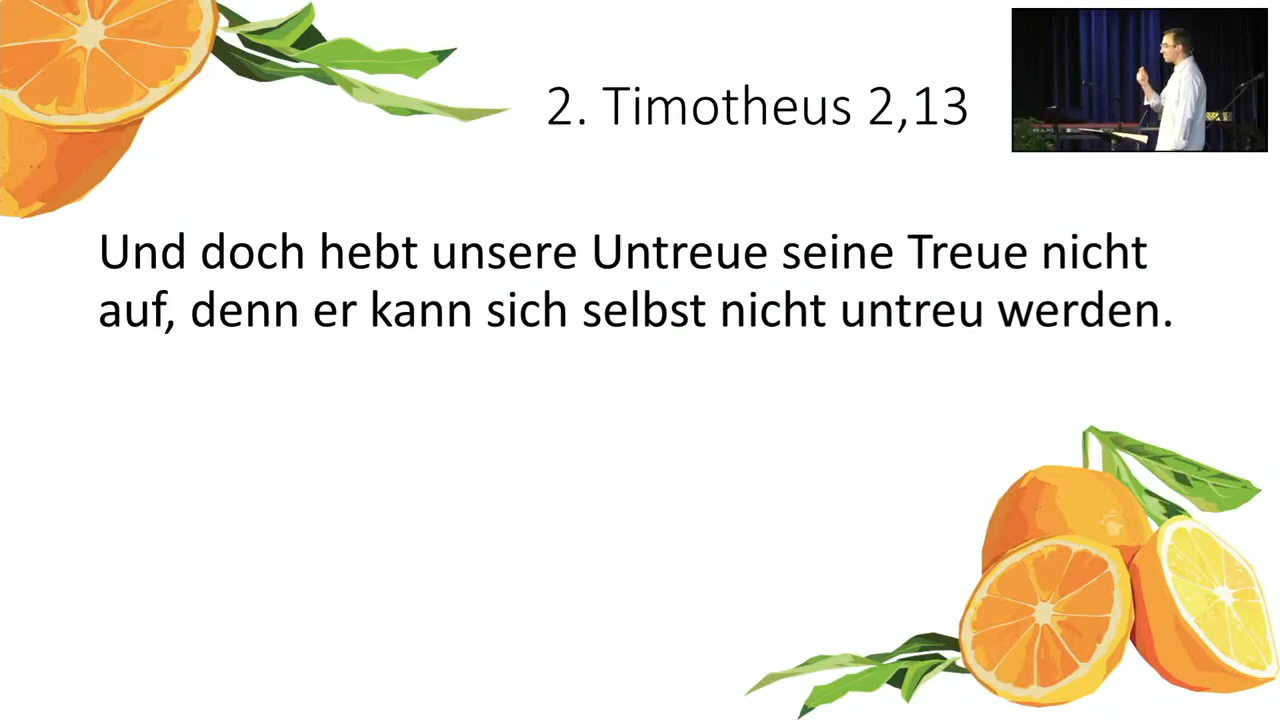 2. Timotheus 2,13
Und doch hebt unsere Untreue seine Treue nicht
auf, denn er kann sich selbst nicht untreu werden.